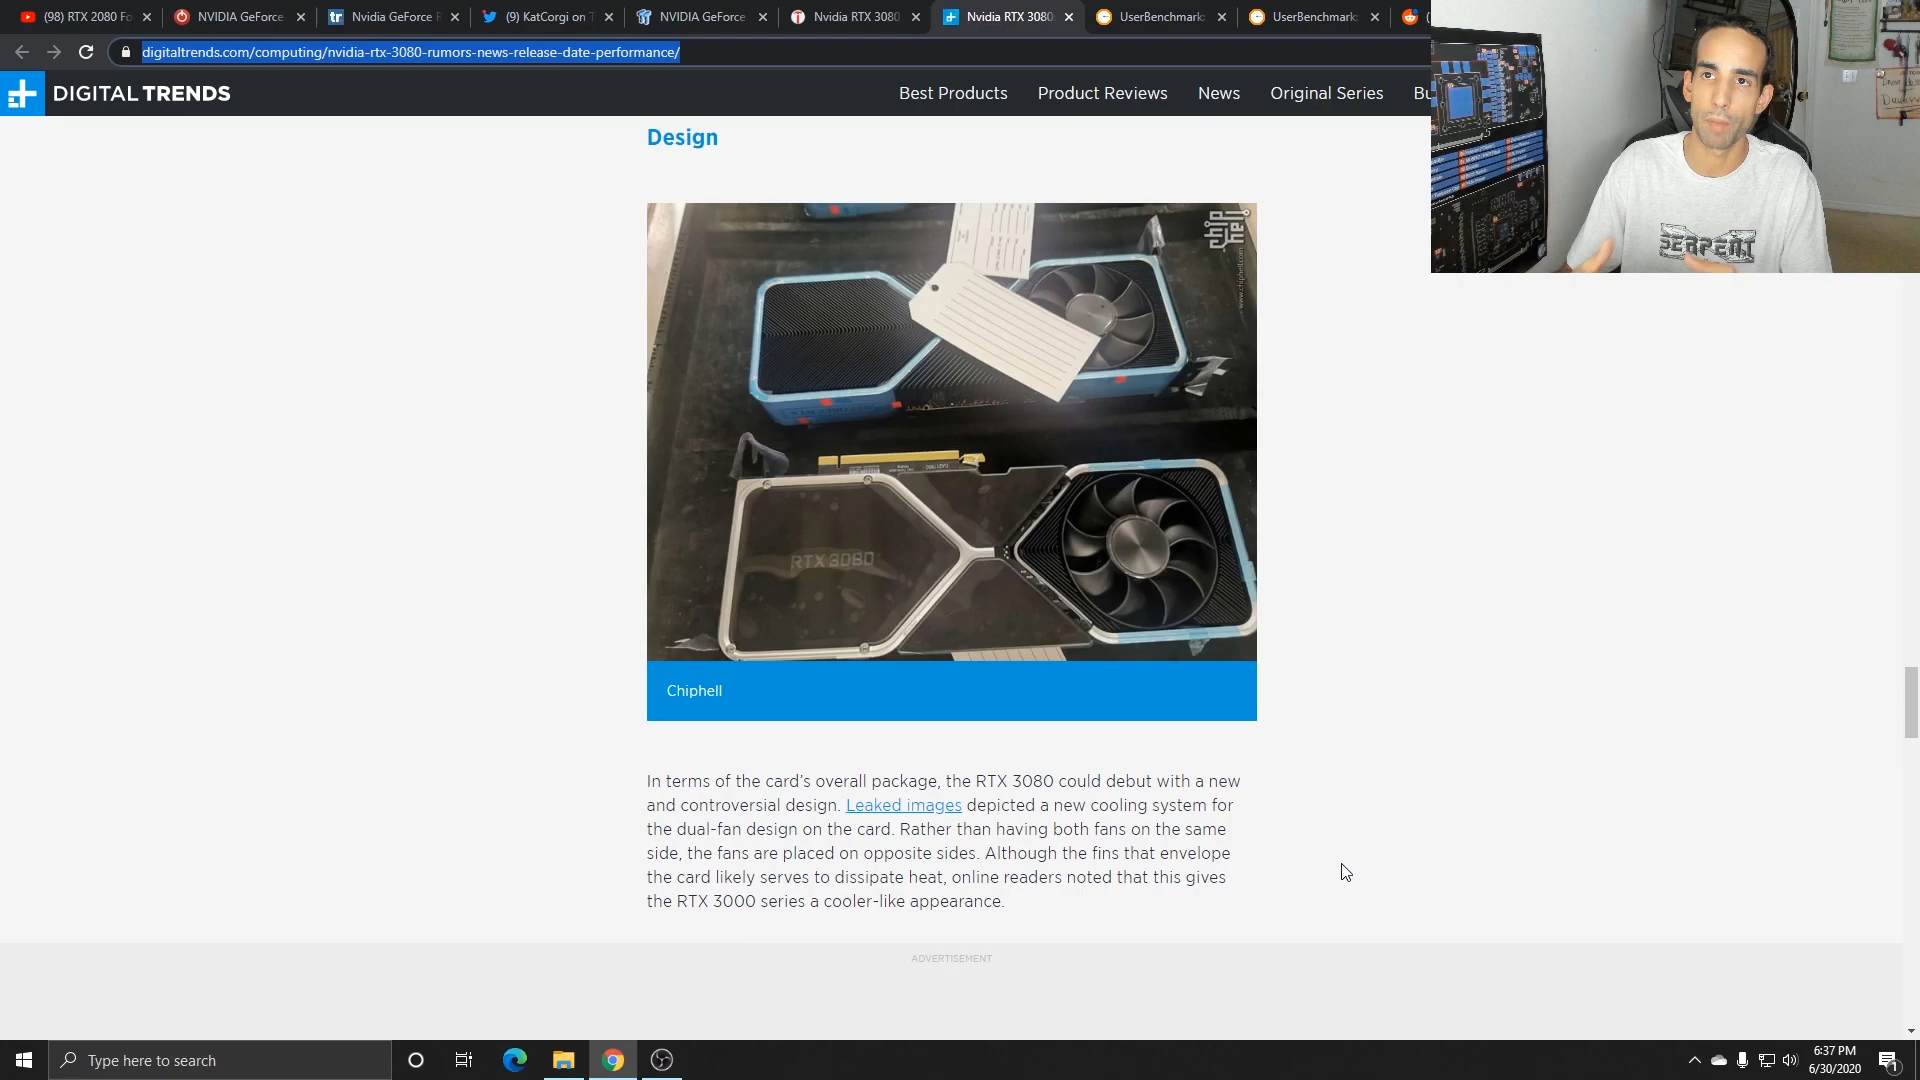 (98) RTX 2080 Fo
NVIDIA GeForce
Nvidia GeForce R
(9) KatCorgi on T
NVIDIA GeForce
Nvidia RTX 3080
Nvidia RTX 3080:
UserBenchmark:
UserBenchmark:
digitaltrends.com/computing/nvidia-rtx-3080-rumors-news-release-date-performance/
DIGITAL TRENDS
Best Products
Product Reviews
News
Original Series
Bu
Design
www.chiphell.com
RTX 3080
SERPENT
Chiphell
In terms of the card's overall package, the RTX 3080 could debut with a new
and controversial design. Leaked images depicted a new cooling system for
the dual-fan design on the card. Rather than having both fans on the same
side, the fans are placed on opposite sides. Although the fins that envelope
the card likely serves to dissipate heat, online readers noted that this gives
the RTX 3000 series a cooler-like appearance.
ADVERTISEMENT
Type here to search
6:37 PM
6/30/2020
1